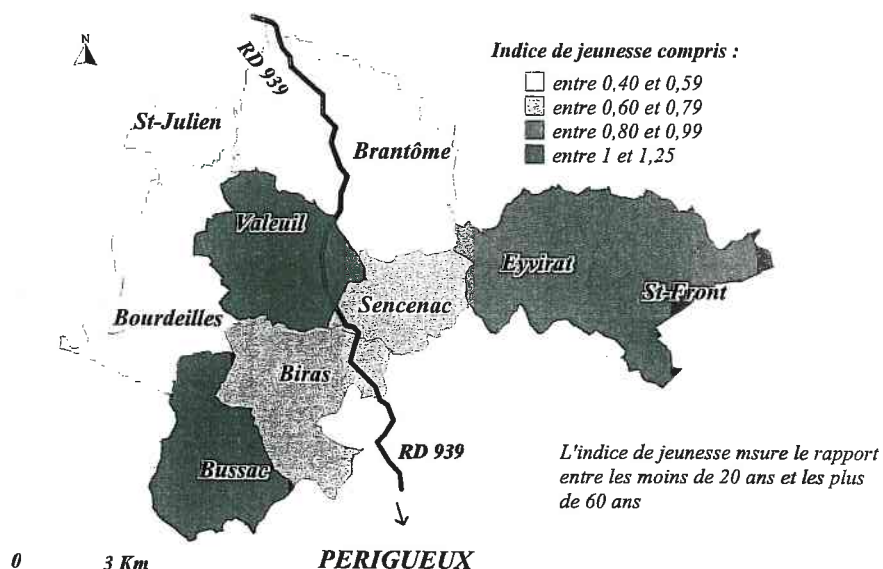 N
RD 939
Indice de jeunesse compris :
entre 0,40 et 0,59
entre 0,60 et 0,79
entre 0,80 et 0,99
entre 1 et 1,25
St-Julien
Brantôme
Valeuil
Eyvirat
St-Front
Sencenac
Bourdeilles
Biras
Bussac
RD 939
L'indice de jeunesse msure le rapport
entre les moins de 20 ans et les plus
de 60 ans
0 3 Km
PERIGUEUX